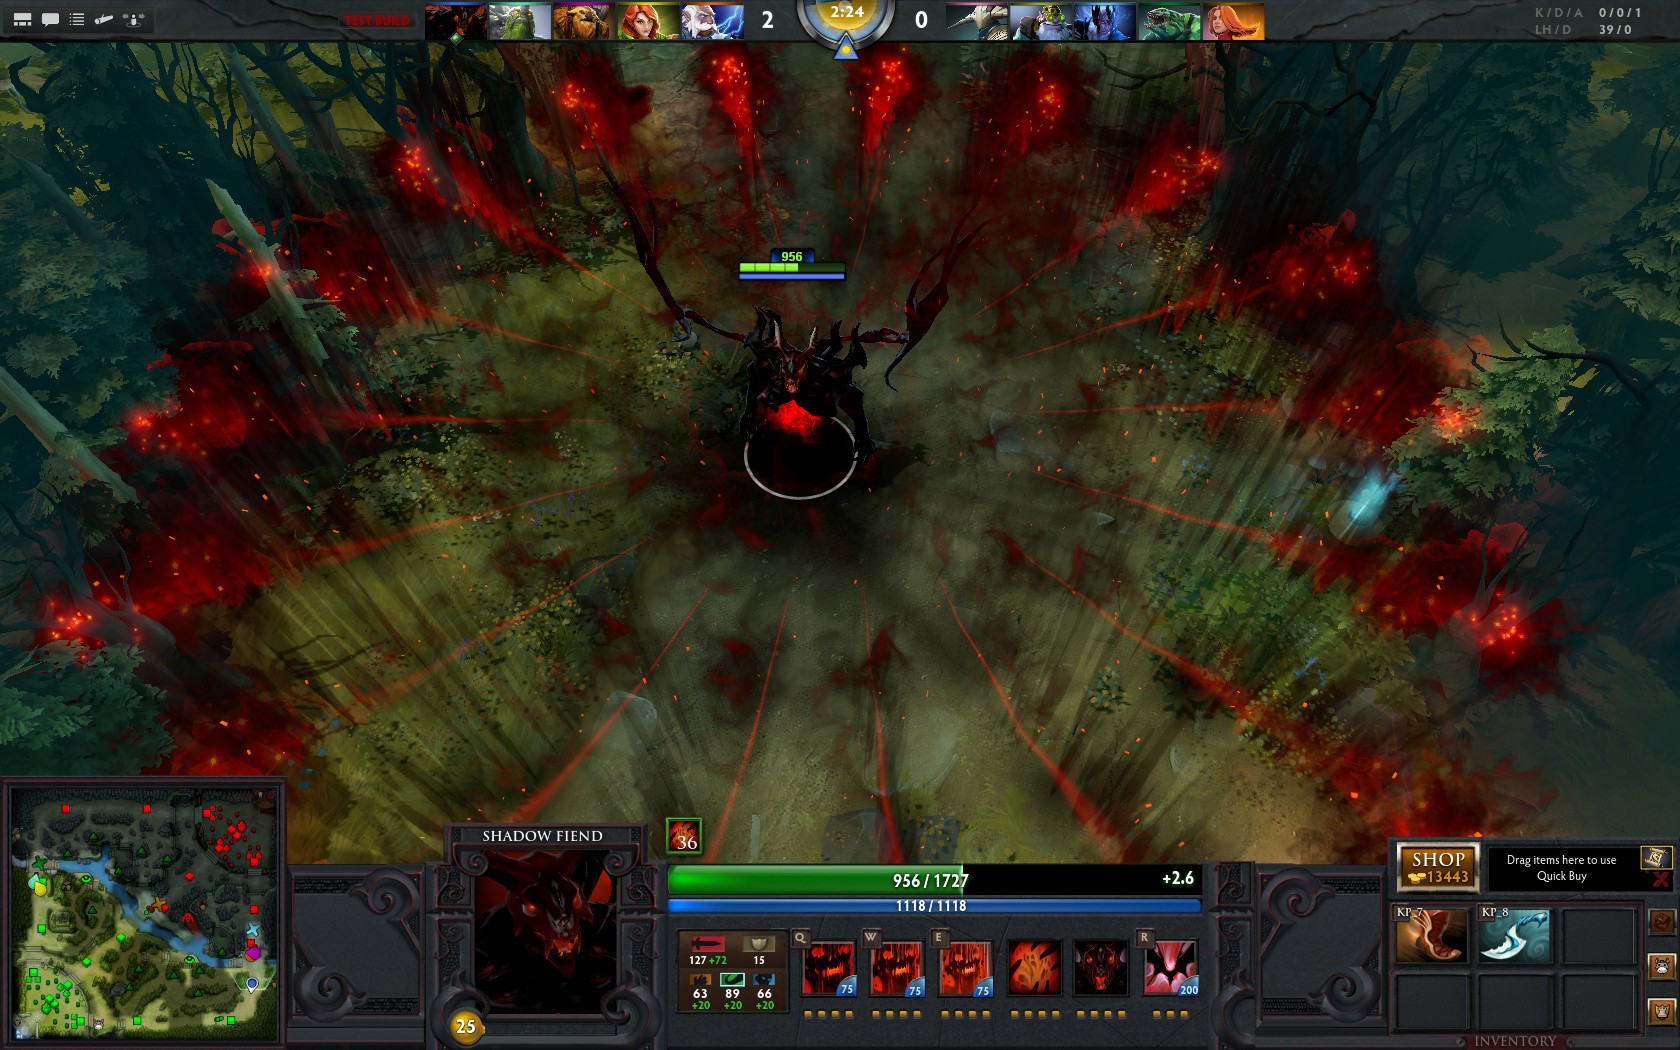 TEST BUILD
2
2:24
0
K / D / A 0 / 0 / 1
LH / D 39 / 0
956
SHADOW FIEND
36
956 / 1727
+2.6
1118 / 1118
127 +72
15
63
89
66
+20
+20
+20
25
Q
W
E
R
75
75
75
200
SHOP
13443
Drag items here to use
Quick Buy
KP_7
KP_8
INVENTORY